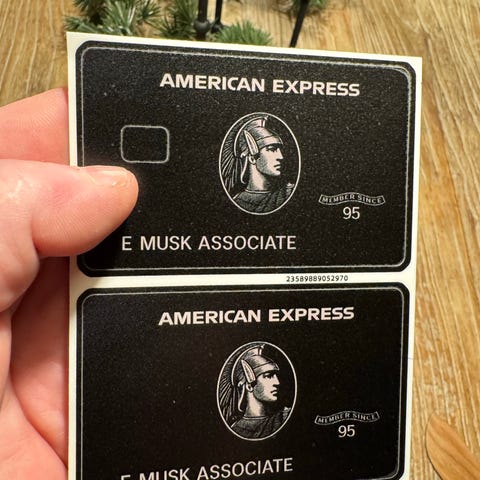 AMERICAN EXPRESS
MEMBER SINCE
95
E MUSK ASSOCIATE
23589889052970
AMERICAN EXPRESS
MEMBER SINCE
95
E MUSK ASSOCIATE